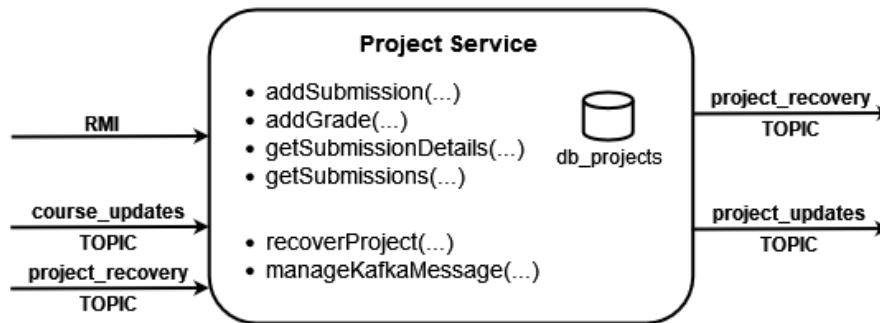 Project Service
RMI
course_updates
TOPIC
project_recovery
TOPIC
• addSubmission(...)
• addGrade(...)
• getSubmissionDetails(...)
• getSubmissions(...)
• recoverProject(...)
• manageKafkaMessage(...)
db_projects
project_recovery
TOPIC
project_updates
TOPIC